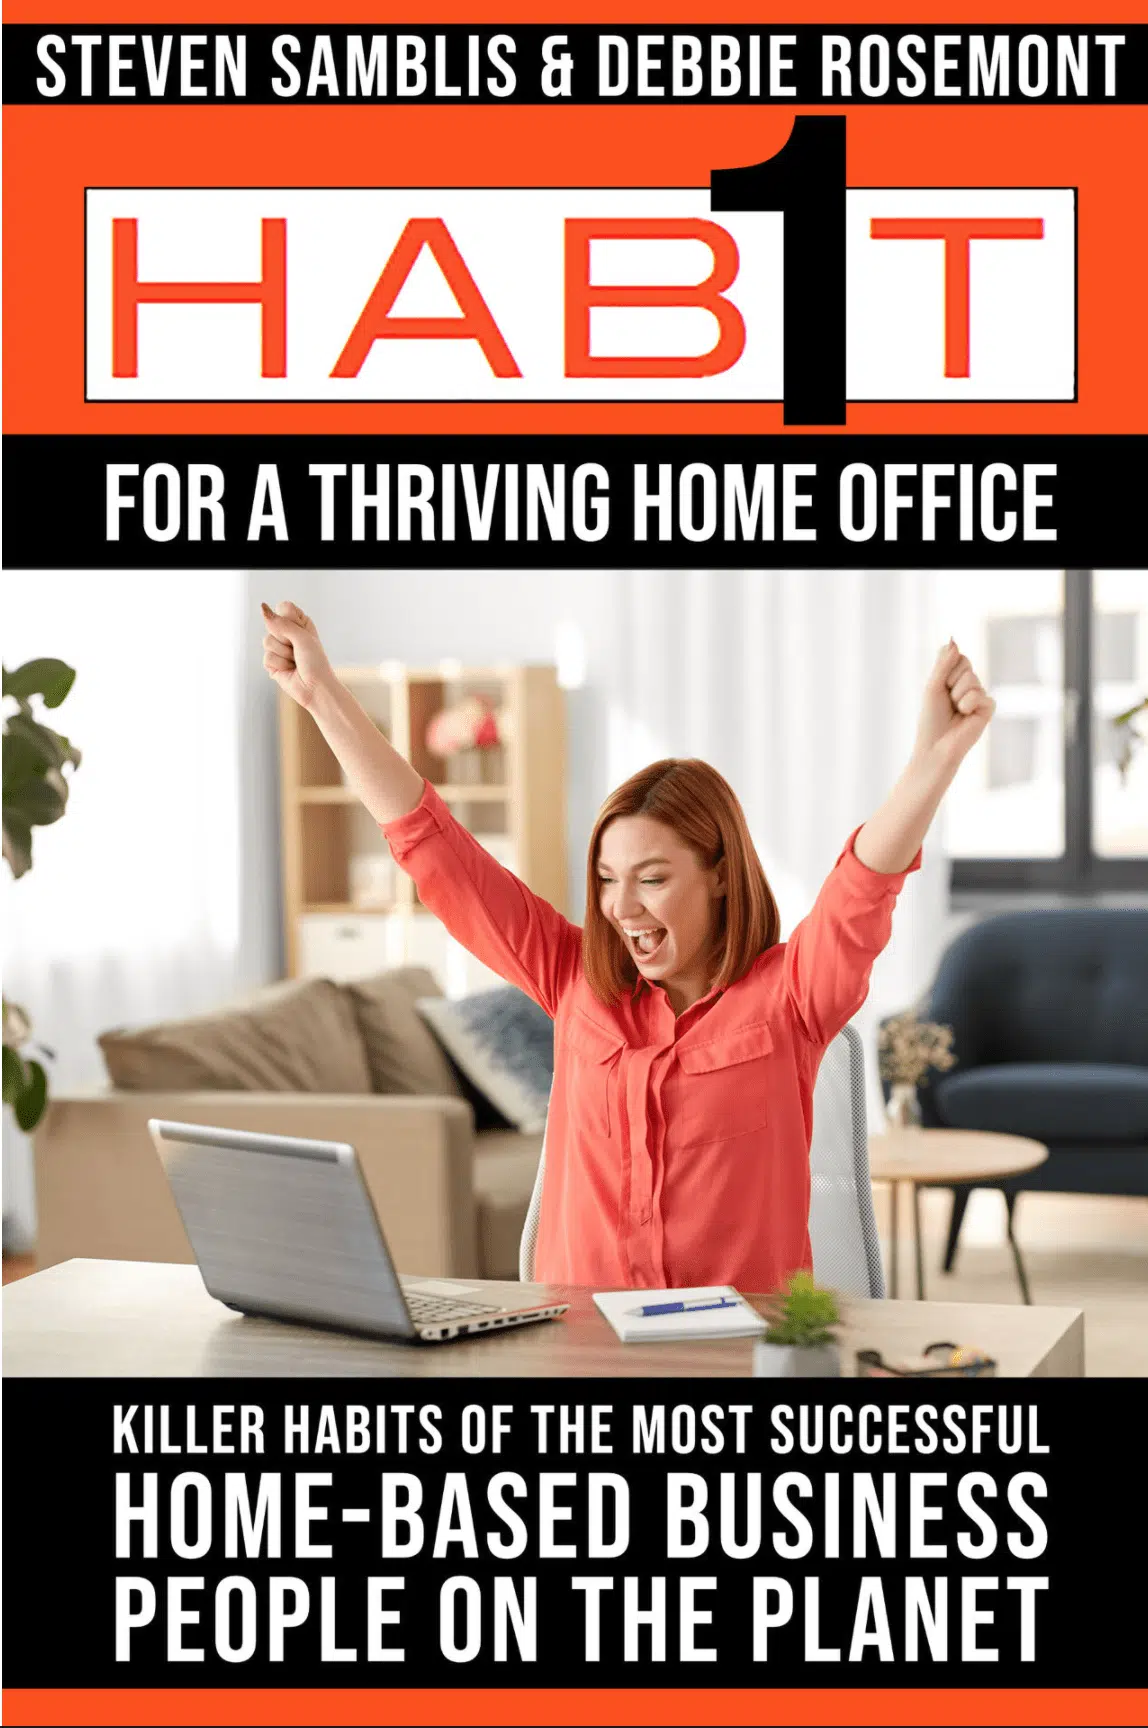 STEVEN SAMBLIS & DEBBIE ROSEMONT
HAB1T
FOR A THRIVING HOME OFFICE
KILLER HABITS OF THE MOST SUCCESSFUL
HOME-BASED BUSINESS
PEOPLE ON THE PLANET